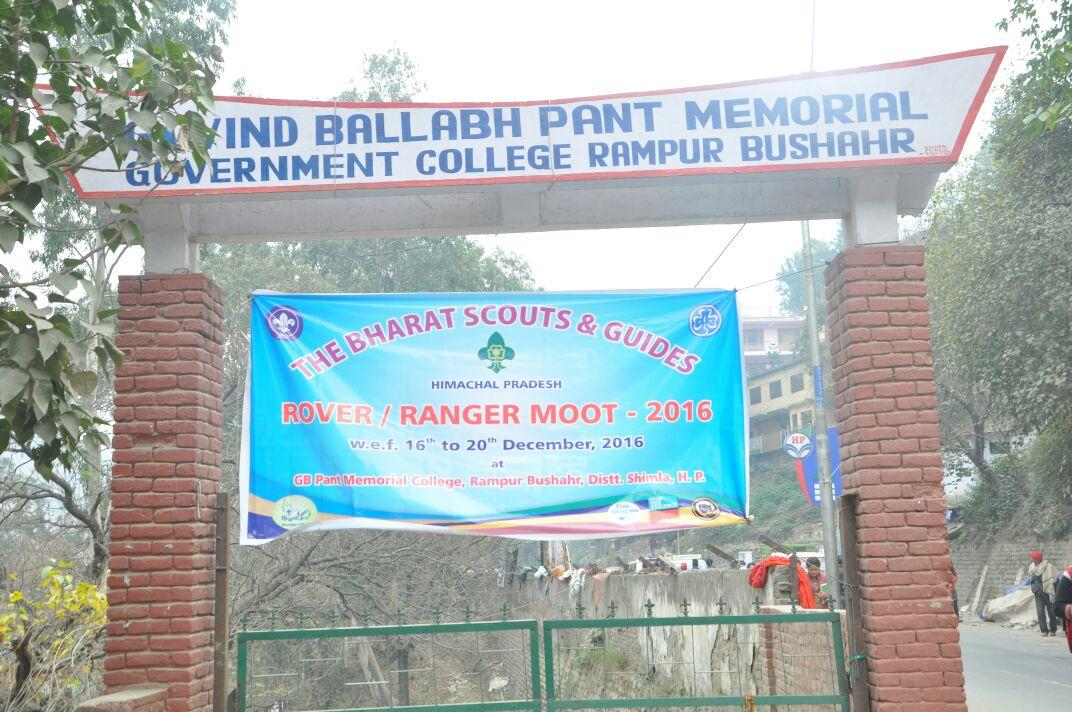 VIND BALLABH PANT MEMORIAL
GOVERNMENT COLLEGE RAMPUR BUSHAHR
THE BHARAT SCOUTS & GUIDES
HIMACHAL PRADESH
ROVER / RANGER MOOT - 2016
w.e.f. 16th to 20th December, 2016
at
GB Pant Memorial College, Rampur Bushahr, Distt. Shimla, H. P.
HP